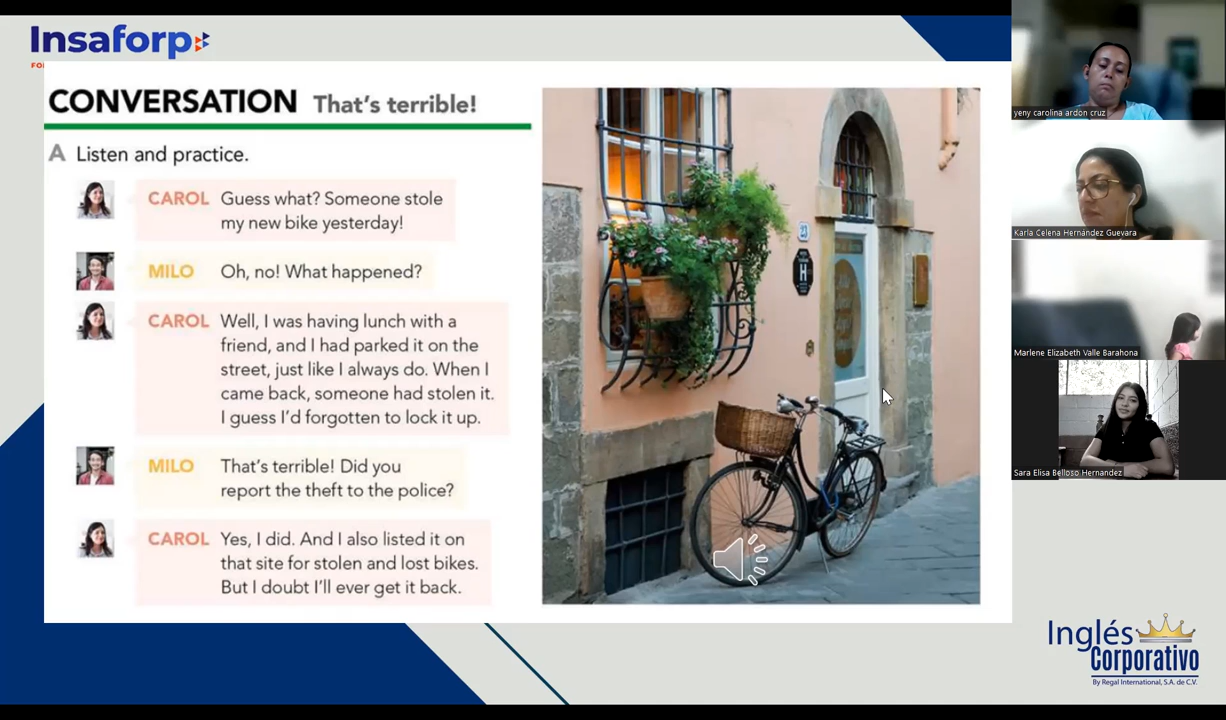 Insaforp
FO
CONVERSATION That's terrible!
A Listen and practice.
CAROL Guess what? Someone stole
my new bike yesterday!
MILO Oh, no! What happened?
CAROL Well, I was having lunch with a
friend, and I had parked it on the
street, just like I always do. When I
came back, someone had stolen it.
I guess I'd forgotten to lock it up.
MILO That's terrible! Did you
report the theft to the police?
CAROL Yes, I did. And I also listed it on
that site for stolen and lost bikes.
But I doubt I'll ever get it back.
23
H
yeny carolina ardon cruz
Karla Celena Hernández Guevara
Marlene Elizabeth Valle Barahona
Sara Elisa Belloso Hernandez
Inglés
Corporativo
By Regal International, S.A. de C.V.